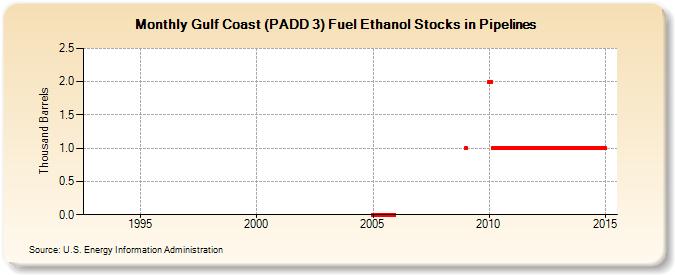 Monthly Gulf Coast (PADD 3) Fuel Ethanol Stocks in Pipelines
Thousand Barrels
2.5
2.0
1.5
1.0
0.5
0.0
1995 2000 2005 2010 2015
Source: U.S. Energy Information Administration